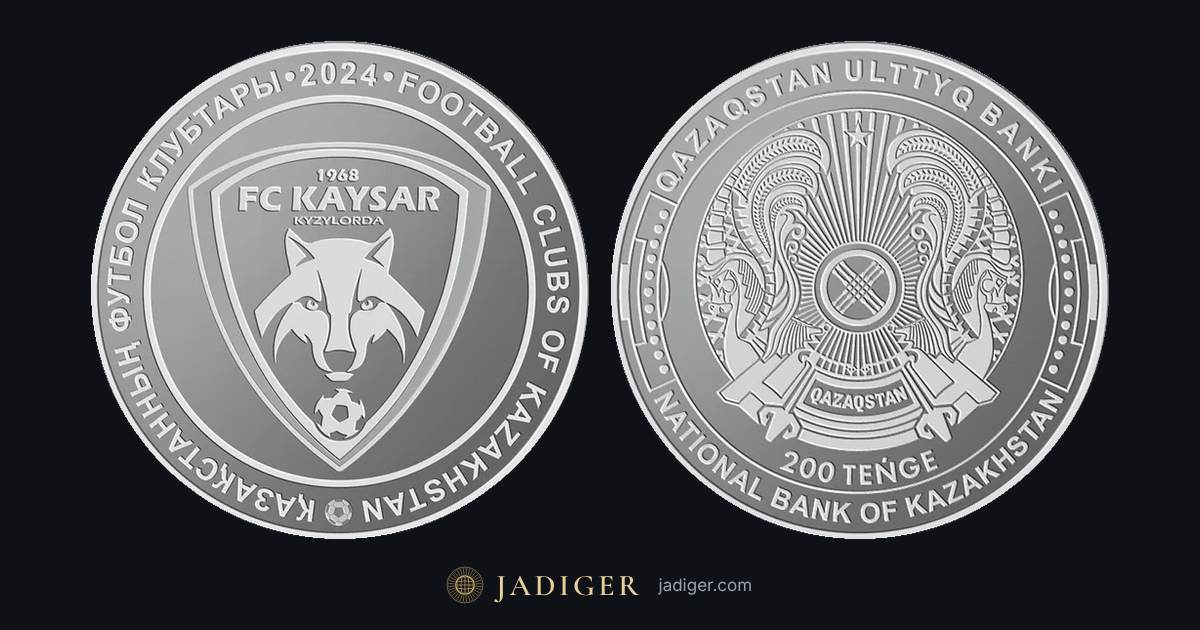 ҚАЗАҚСТАННЫҢ ФУТБОЛ КЛУБТАРЫ•2024•FOOTBALL CLUBS OF KAZAKHSTAN
1968
FC KAYSAR
KYZYLORDA
QAZAQSTAN ULTTYQ BANKI
QAZAQSTAN
200 TEŃGE
NATIONAL BANK OF KAZAKHSTAN
JADIGER jadiger.com